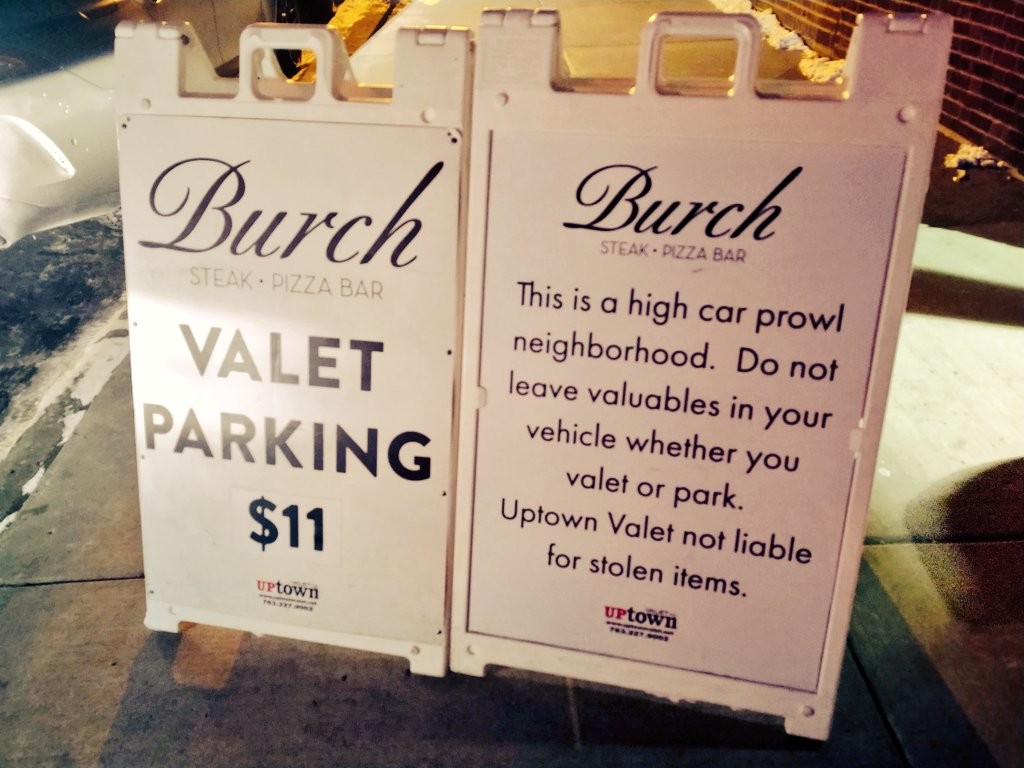 Burch
STEAK • PIZZA BAR
VALET
PARKING
$11
UPtown
Burch
STEAK • PIZZA BAR
This is a high car prowl
neighborhood. Do not
leave valuables in your
vehicle whether you
valet or park.
Uptown Valet not liable
for stolen items.
UPtown